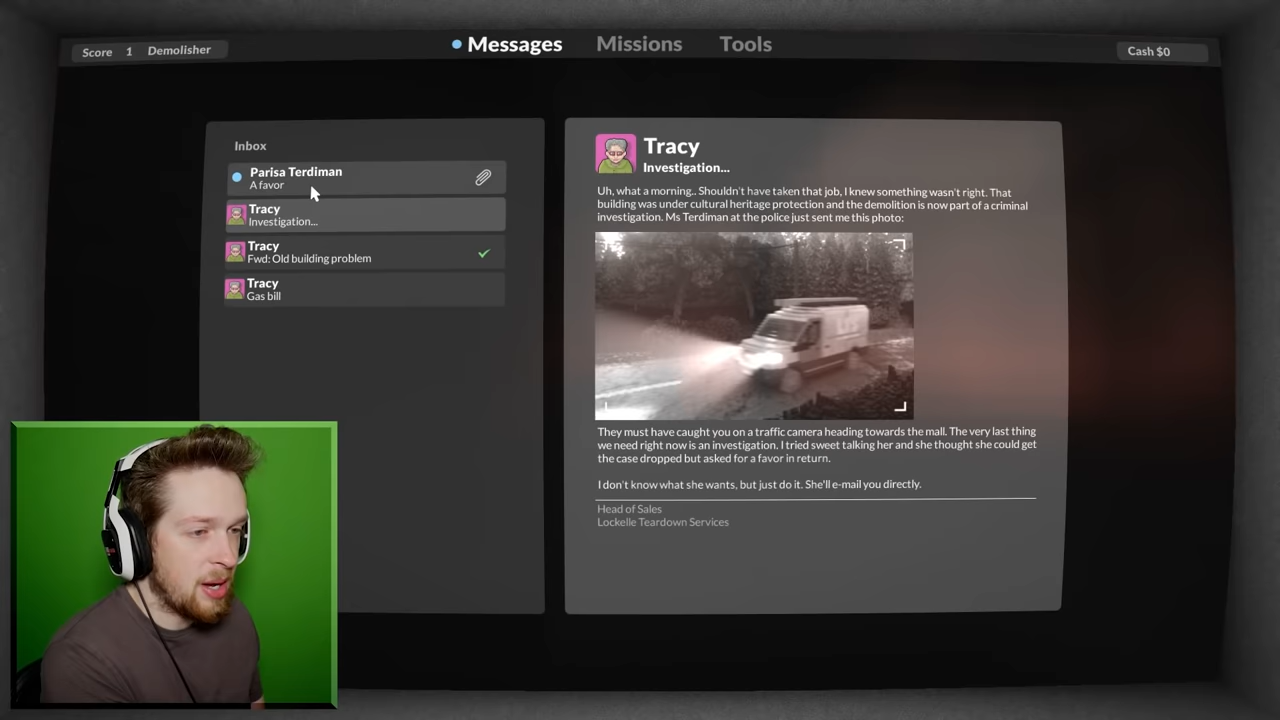 Score 1 Demolisher
Messages
Missions
Tools
Cash $0
Inbox
Parisa Terdiman
A favor
Tracy
Investigation...
Tracy
Fwd: Old building problem
Tracy
Gas bill
Tracy
Investigation...
Uh, what a morning.. Shouldn't have taken that job, I knew something wasn't right. That
building was under cultural heritage protection and the demolition is now part of a criminal
investigation. Ms Terdiman at the police just sent me this photo:
They must have caught you on a traffic camera heading towards the mall. The very last thing
we need right now is an investigation. I tried sweet talking her and she thought she could get
the case dropped but asked for a favor in return.
I don't know what she wants, but just do it. She'll e-mail you directly.
Head of Sales
Lockelle Teardown Services